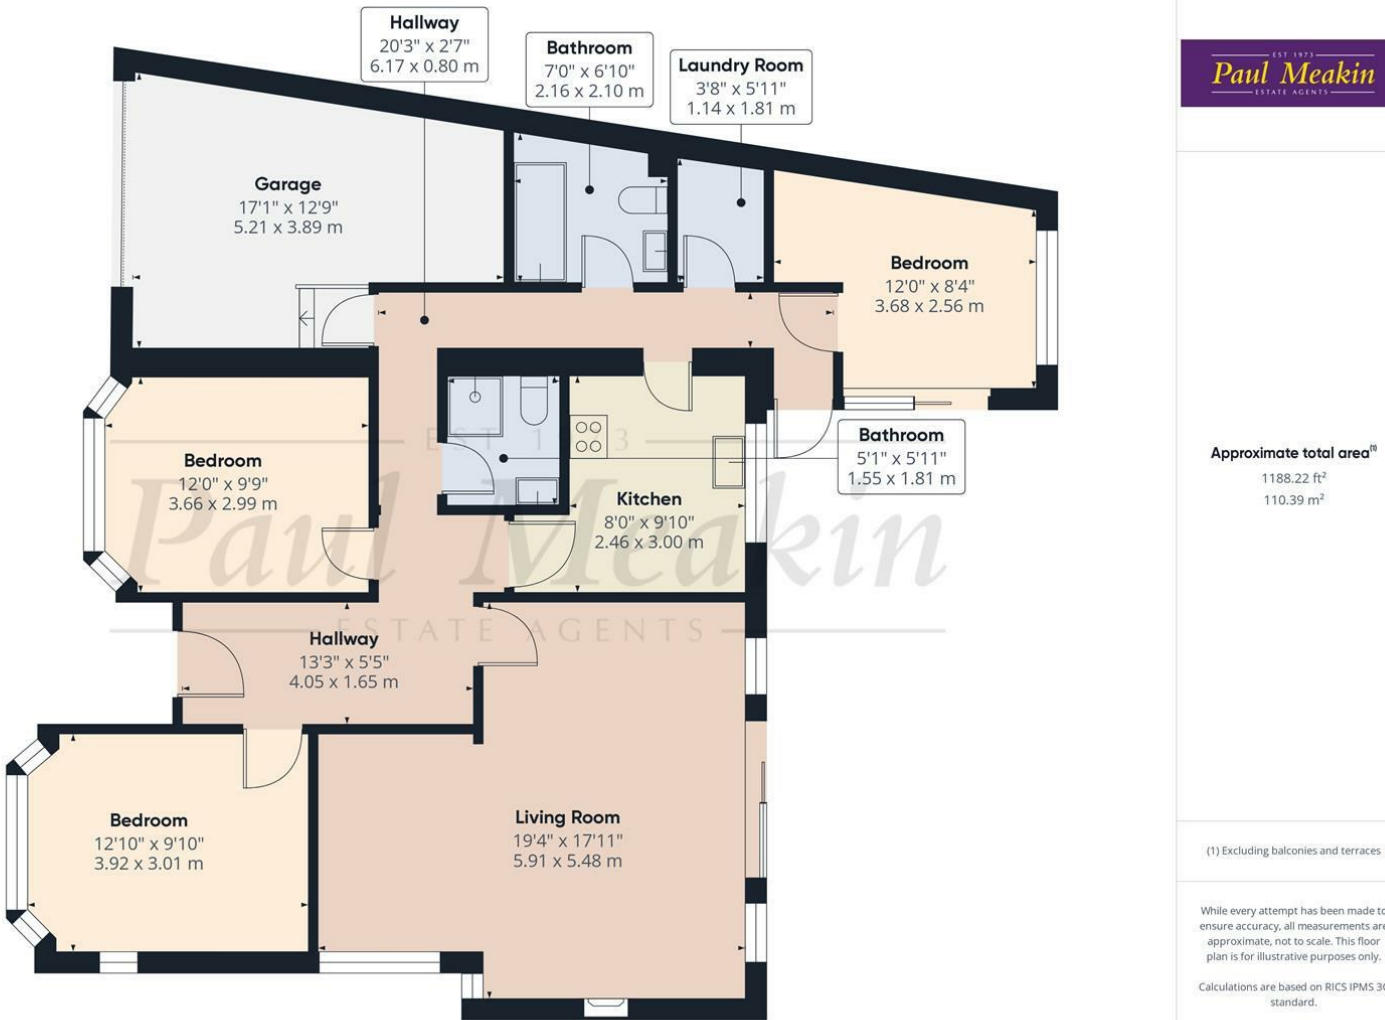 Hallway
20'3" x 2'7"
6.17 x 0.80 m
Bathroom
7'0" x 6'10"
2.16 x 2.10 m
Laundry Room
3'8" x 5'11"
1.14 x 1.81 m
Garage
17'1" x 12'9"
5.21 x 3.89 m
Bedroom
12'0" x 8'4"
3.68 x 2.56 m
Bedroom
12'0" x 9'9"
3.66 x 2.99 m
Bathroom
5'1" x 5'11"
1.55 x 1.81 m
Kitchen
8'0" x 9'10"
2.46 x 3.00 m
Hallway
13'3" x 5'5"
4.05 x 1.65 m
Bedroom
12'10" x 9'10"
3.92 x 3.01 m
Living Room
19'4" x 17'11"
5.91 x 5.48 m
EST 1973
Paul Meakin
ESTATE AGENTS
EST 1973
Paul Meakin
ESTATE AGENTS
Approximate total area(1)
1188.22 ft²
110.39 m²
(1) Excluding balconies and terraces
While every attempt has been made to
ensure accuracy, all measurements are
approximate, not to scale. This floor
plan is for illustrative purposes only.
Calculations are based on RICS IPMS 3C
standard.